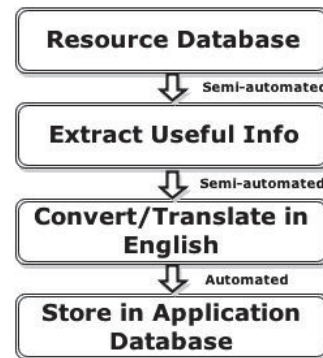 Resource Database
Semi-automated
Extract Useful Info
Semi-automated
Convert/Translate in
English
Automated
Store in Application
Database